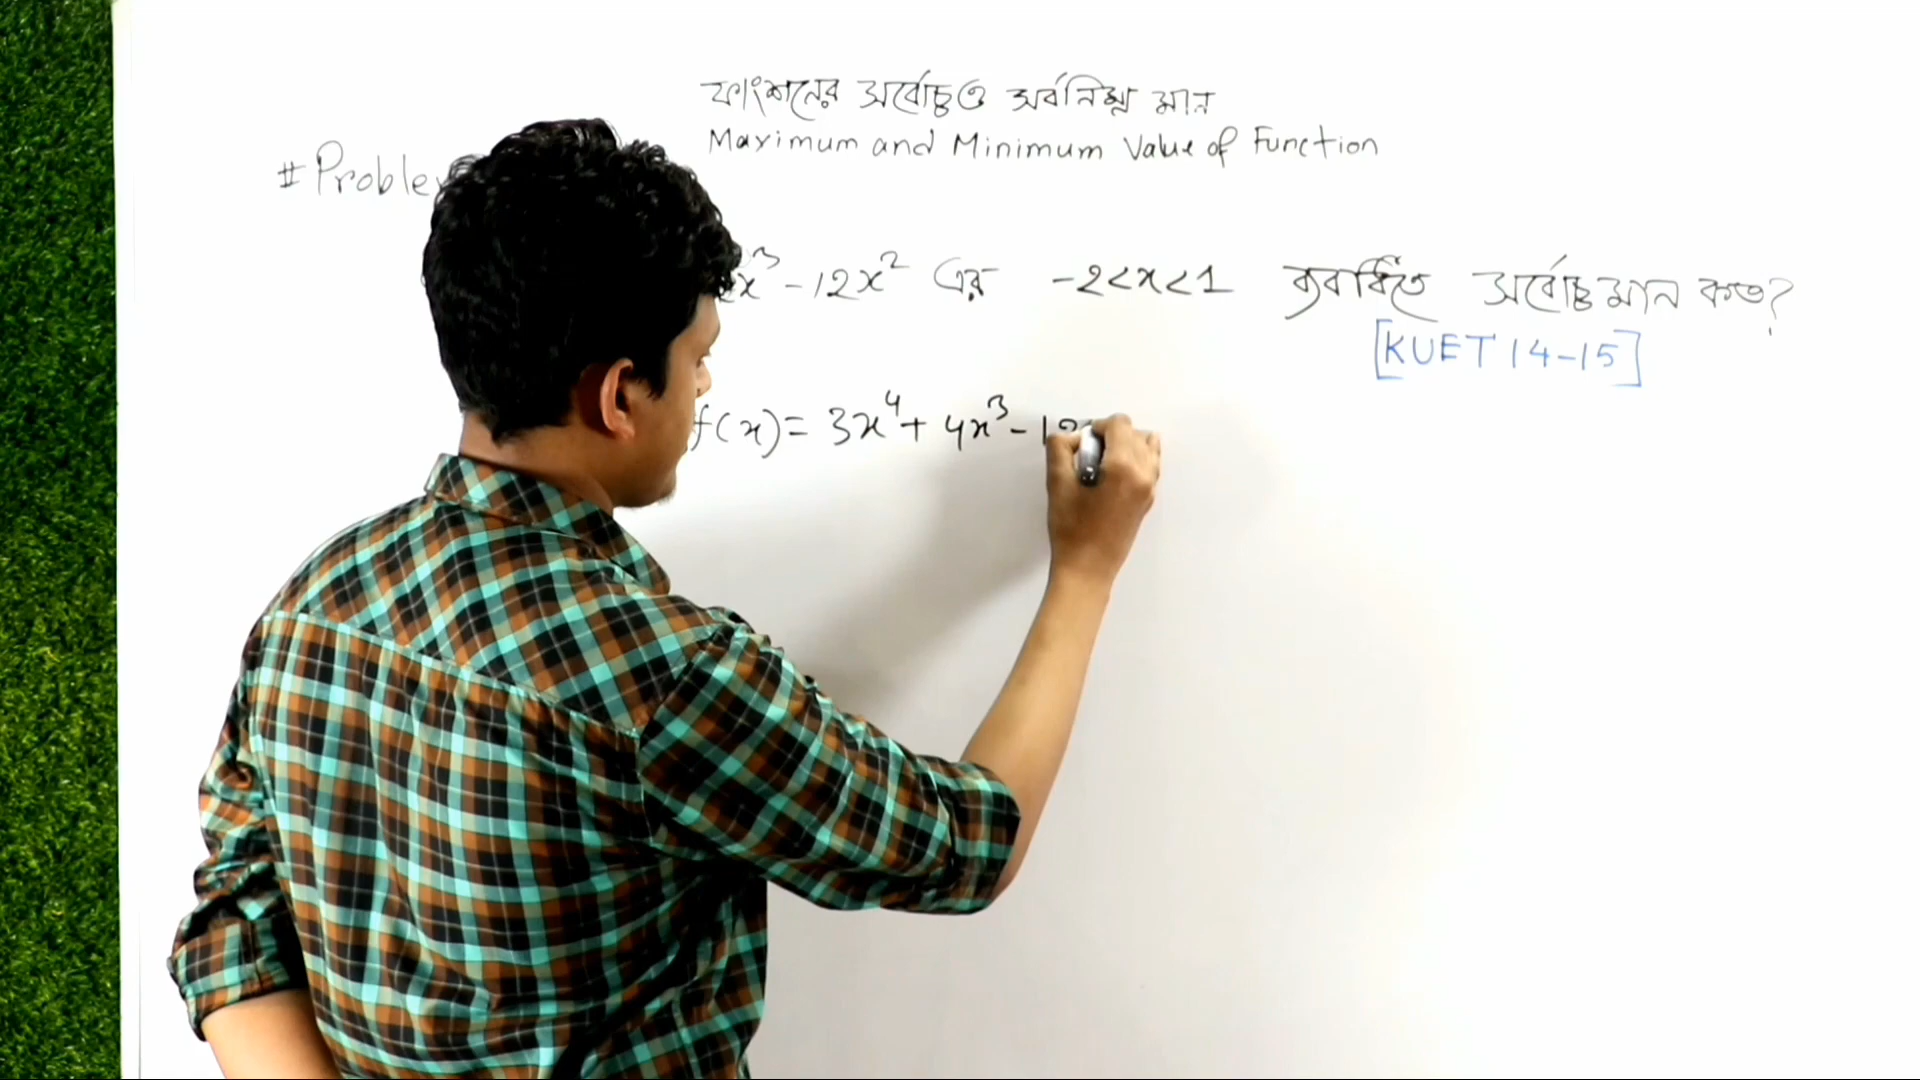 ফাংশনের সর্বোচ্চ ও সর্বনিম্ন মান
Maximum and Minimum Value of Function
# Proble
x³ - 12x² এর -2<x<1 ব্যবধিতে সর্বোচ্চ মান কত?
[KUET 14-15]
f(x) = 3x⁴ + 4x³ - 12